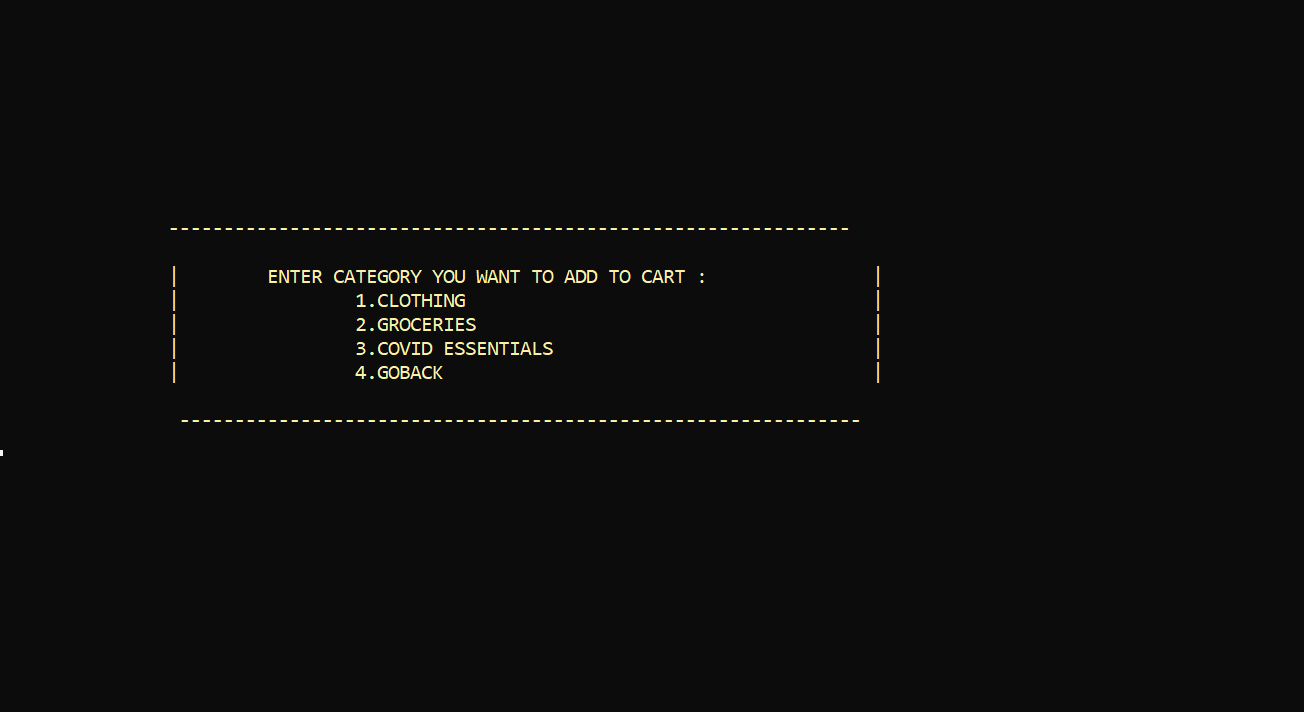 --------------------------------------------------------------
| ENTER CATEGORY YOU WANT TO ADD TO CART : |
| 1.CLOTHING |
| 2.GROCERIES |
| 3.COVID ESSENTIALS |
| 4.GOBACK |
--------------------------------------------------------------